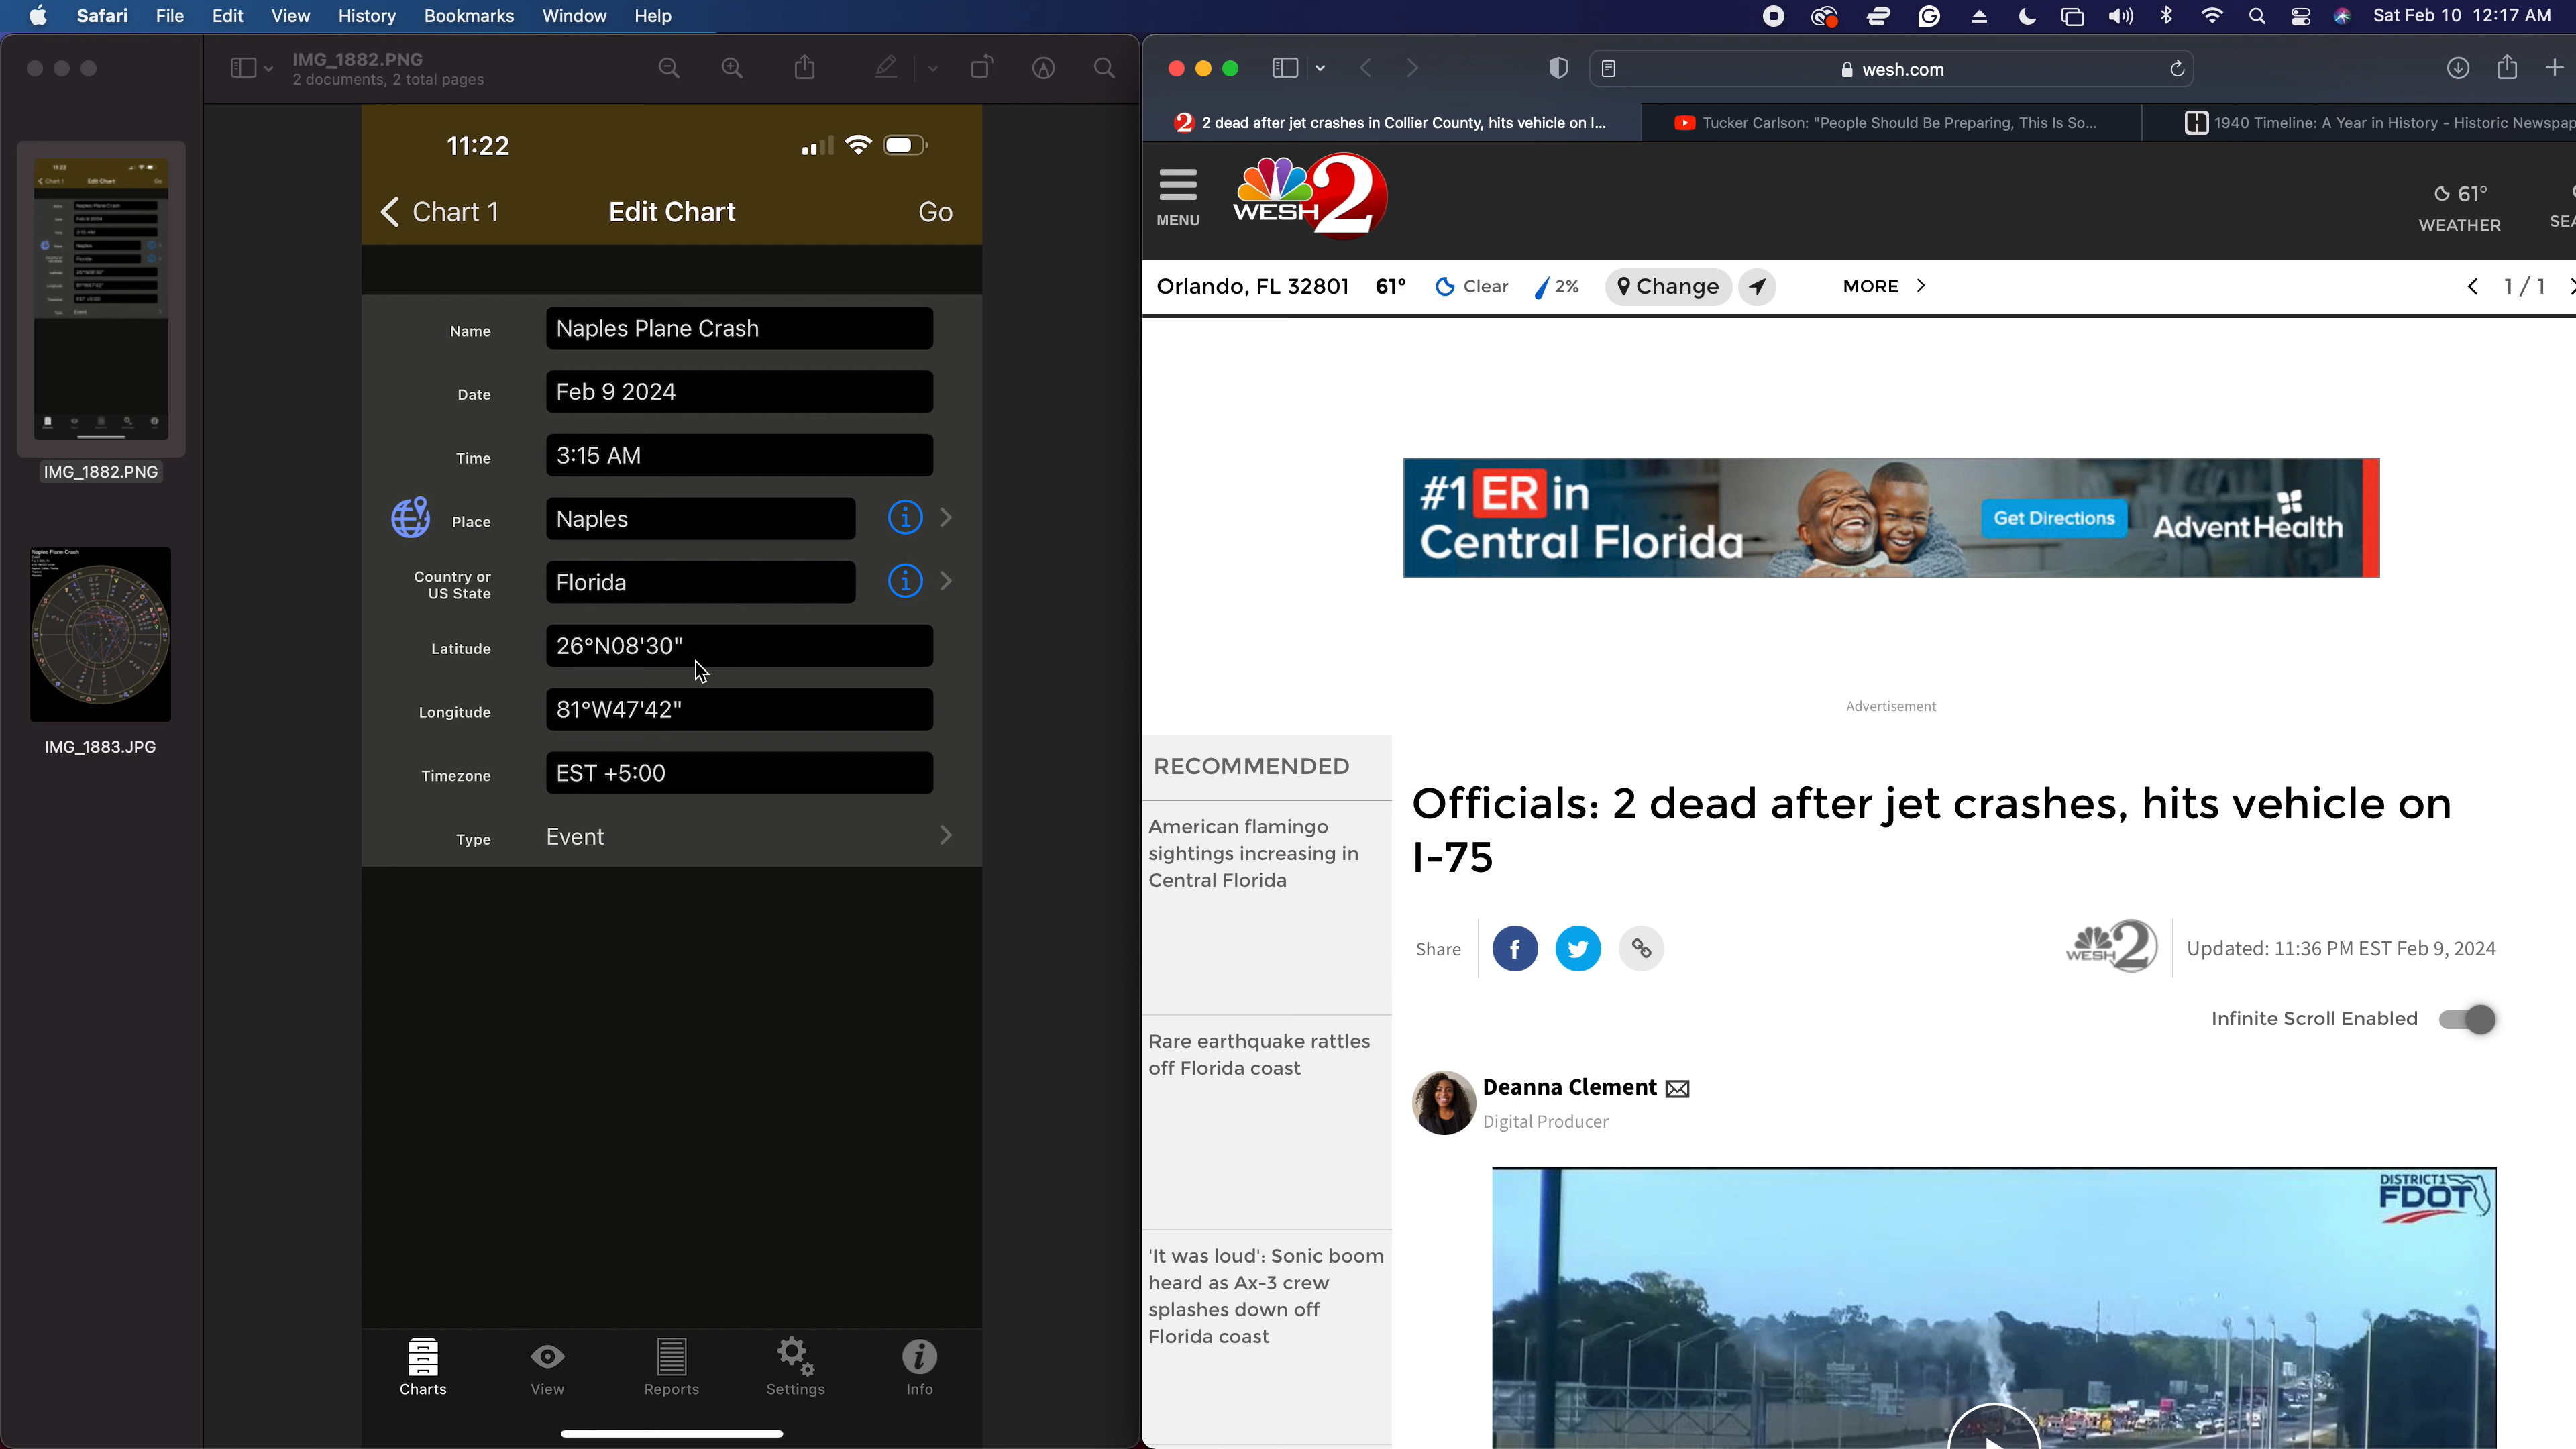 Safari File Edit View History Bookmarks Window Help
Sat Feb 10 12:17 AM
IMG_1882.PNG
2 documents, 2 total pages
IMG_1882.PNG
Naples Plane Crash
IMG_1883.JPG
11:22
Chart 1
Edit Chart
Go
Name
Naples Plane Crash
Date
Feb 9 2024
Time
3:15 AM
Place
Naples
Country or
US State
Florida
Latitude
26°N08'30"
Longitude
81°W47'42"
Timezone
EST +5:00
Type
Event
Charts
View
Reports
Settings
Info
wesh.com
2 dead after jet crashes in Collier County, hits vehicle on I...
Tucker Carlson: "People Should Be Preparing, This Is So...
1940 Timeline: A Year in History - Historic Newspap
MENU
WESH 2
61°
WEATHER
SEA
Orlando, FL 32801
61°
Clear
2%
Change
MORE
1 / 1
#1 ER in
Central Florida
Get Directions
AdventHealth
Advertisement
RECOMMENDED
American flamingo
sightings increasing in
Central Florida
Rare earthquake rattles
off Florida coast
'It was loud': Sonic boom
heard as Ax-3 crew
splashes down off
Florida coast
Officials: 2 dead after jet crashes, hits vehicle on
I-75
Share
WESH 2
Updated: 11:36 PM EST Feb 9, 2024
Infinite Scroll Enabled
Deanna Clement
Digital Producer
DISTRICT1
FDOT